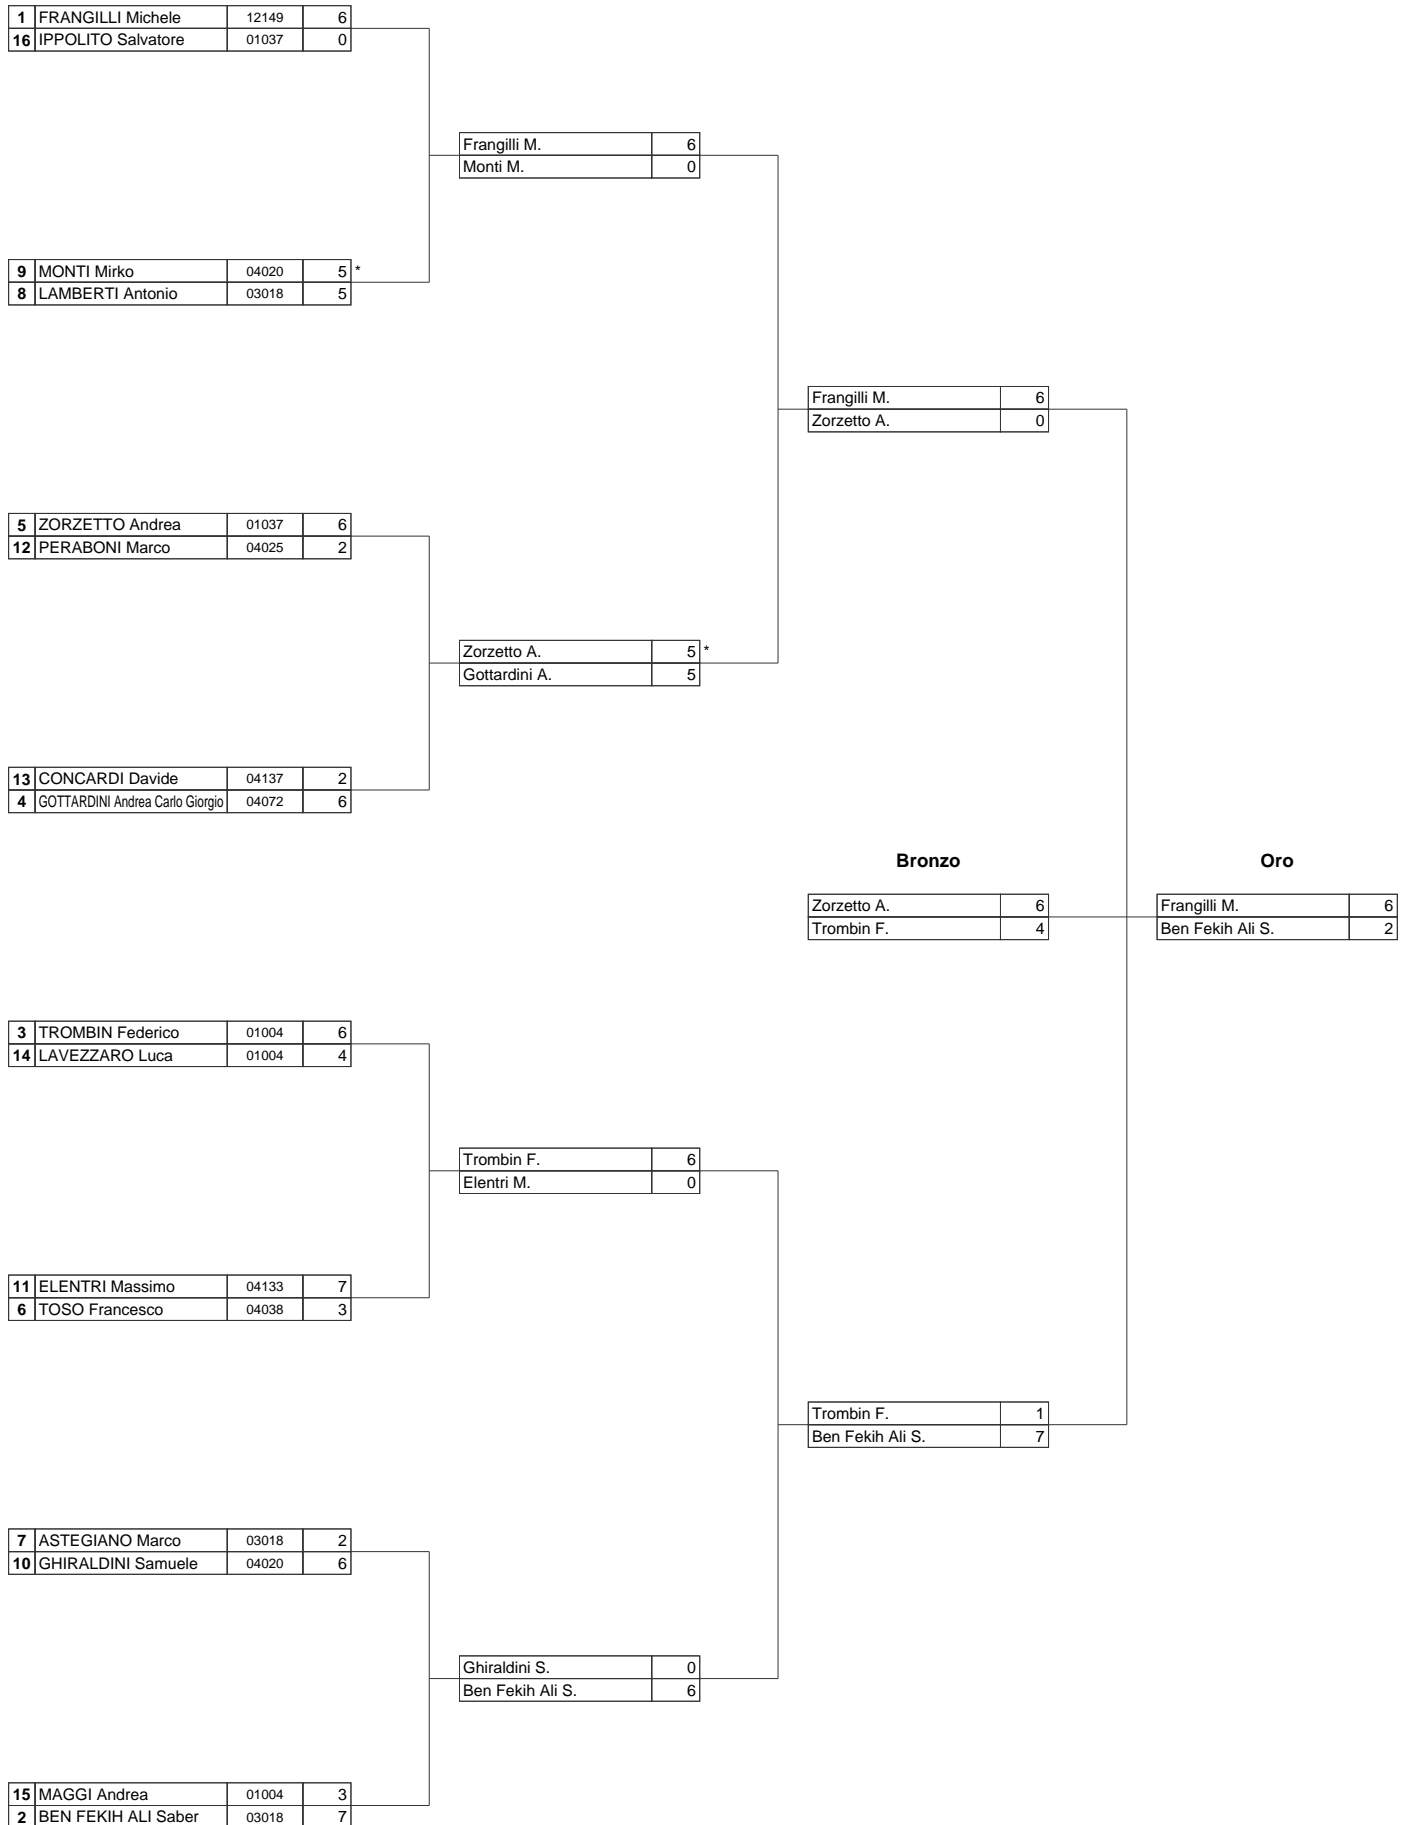 1 FRANGILLI Michele 12149 6
16 IPPOLITO Salvatore 01037 0
Frangilli M. 6
Monti M. 0
9 MONTI Mirko 04020 5 *
8 LAMBERTI Antonio 03018 5
Frangilli M. 6
Zorzetto A. 0
5 ZORZETTO Andrea 01037 6
12 PERABONI Marco 04025 2
Zorzetto A. 5 *
Gottardini A. 5
13 CONCARDI Davide 04137 2
4 GOTTARDINI Andrea Carlo Giorgio 04072 6
Bronzo Oro
Zorzetto A. 6 Frangilli M. 6
Trombin F. 4 Ben Fekih Ali S. 2
3 TROMBIN Federico 01004 6
14 LAVEZZARO Luca 01004 4
Trombin F. 6
Elentri M. 0
11 ELENTRI Massimo 04133 7
6 TOSO Francesco 04038 3
Trombin F. 1
Ben Fekih Ali S. 7
7 ASTEGIANO Marco 03018 2
10 GHIRALDINI Samuele 04020 6
Ghiraldini S. 0
Ben Fekih Ali S. 6
15 MAGGI Andrea 01004 3
2 BEN FEKIH ALI Saber 03018 7